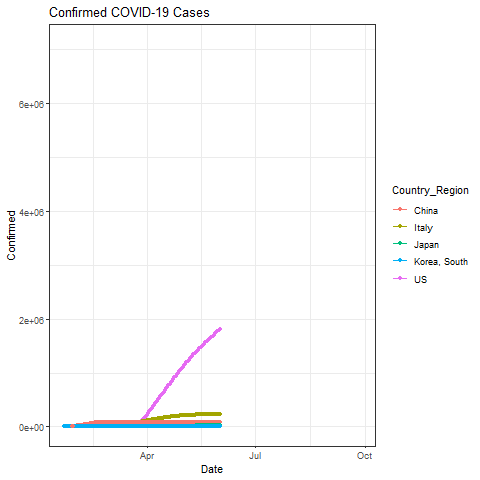 Confirmed COVID-19 Cases
6e+06
4e+06
2e+06
0e+00
Confirmed
Apr
Jul
Oct
Date
Country_Region
China
Italy
Japan
Korea, South
US